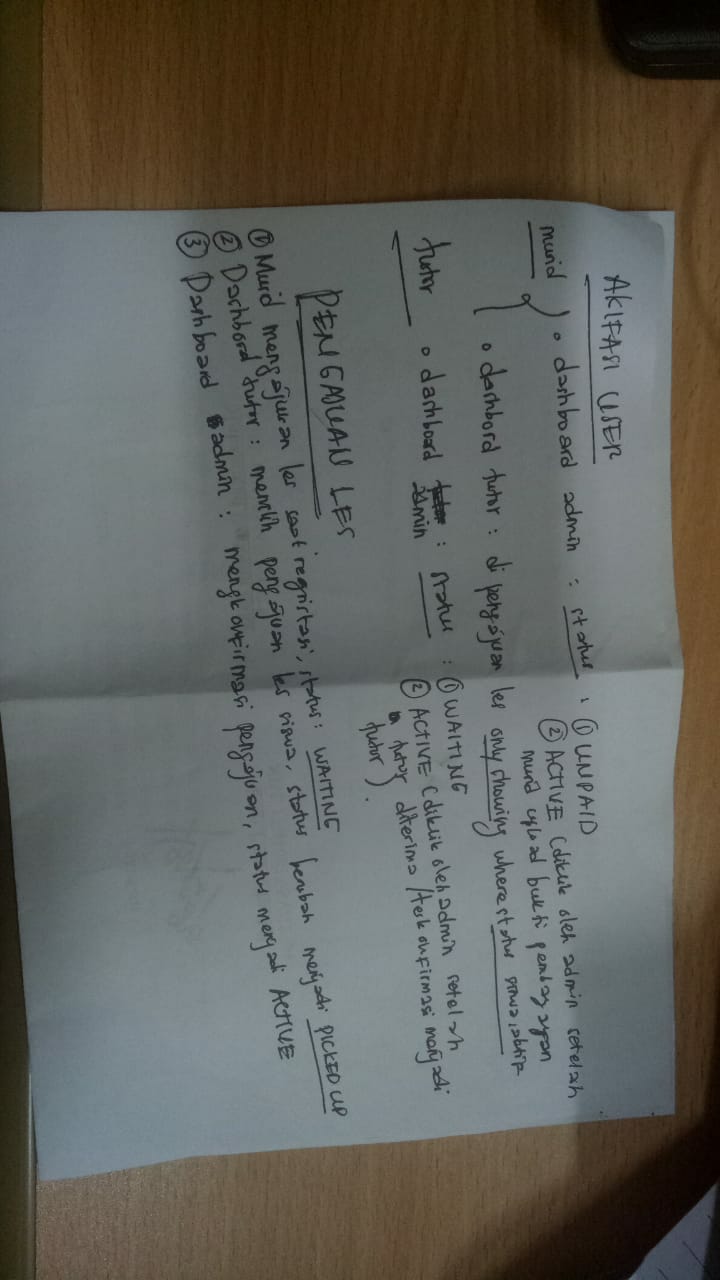 AKIFASI USER
murid } o dashboard admin : status : ① UNPAID
② ACTIVE (diklik oleh admin setelah
murid upload bukti pembayaran
o dashbord tutor : di pengajuan les only showing where status siswa aktif
tutor o dashboard admin : status : ① WAITING
② ACTIVE (diklik oleh admin setelah
tutor diterima / terkonfirmasi menjadi
tutor).
PENGAJUAN LES
① Murid mengajukan les saat registrasi, status: WAITING
② Dashbord tutor : memilih pengajuan les siswa, status berubah menjadi PICKED UP
③ Dashboard admin : mengkonfirmasi pengajuan, status menjadi ACTIVE